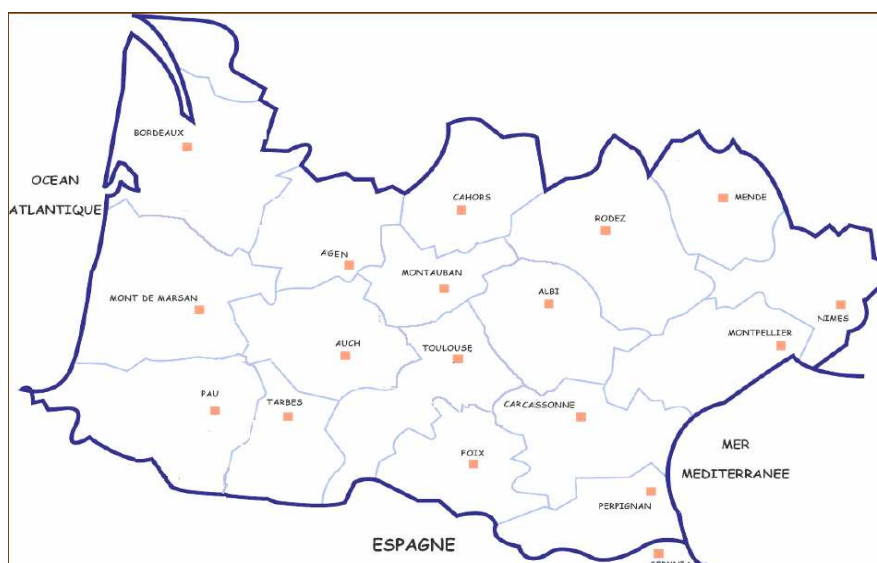 BORDEAUX
OCEAN
ATLANTIQUE
CAHORS
MENDE
RODEZ
AGEN
MONTAUBAN
ALBI
MONT DE MARSAN
NIMES
MONTPELLIER
AUCH
TOULOUSE
PAU
TARBES
CARCASSONNE
MER
MEDITERRANEE
FOIX
PERPIGNAN
ESPAGNE